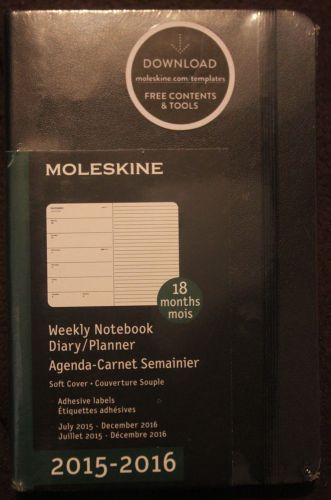 DOWNLOAD
moleskine.com/templates
FREE CONTENTS
& TOOLS
MOLESKINE
18
months
mois
Weekly Notebook
Diary/Planner
Agenda-Carnet Semainier
Soft Cover • Couverture Souple
Adhesive labels
Étiquettes adhésives
July 2015 - December 2016
Juillet 2015 - Décembre 2016
2015-2016